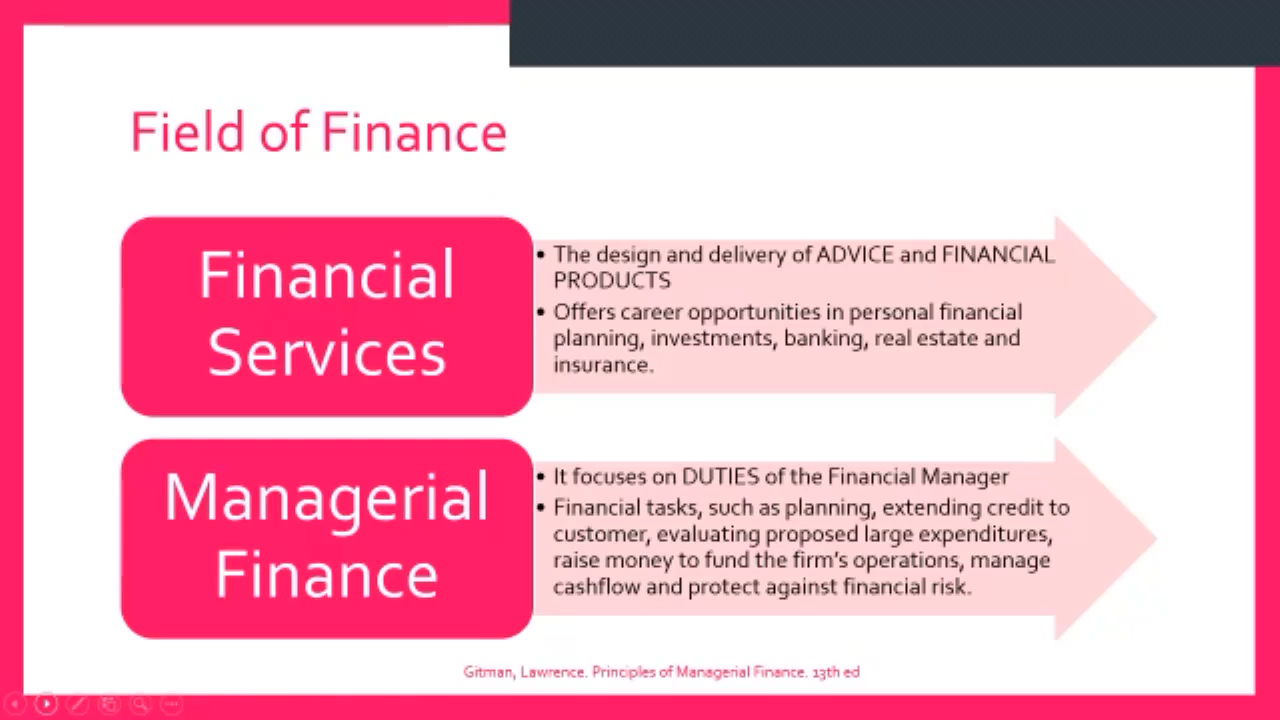 Field of Finance
Financial
Services
• The design and delivery of ADVICE and FINANCIAL
PRODUCTS
• Offers career opportunities in personal financial
planning, investments, banking, real estate and
insurance.
Managerial
Finance
• It focuses on DUTIES of the Financial Manager
• Financial tasks, such as planning, extending credit to
customer, evaluating proposed large expenditures,
raise money to fund the firm's operations, manage
cashflow and protect against financial risk.
Gitman, Lawrence. Principles of Managerial Finance. 13th ed